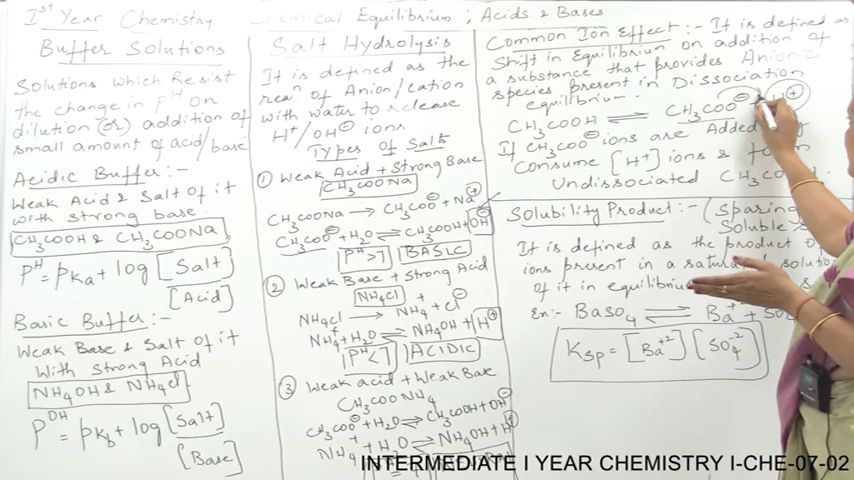 Ist Year Chemistry Chemical Equilibrium ; Acids & Bases
Buffer Solutions
Solutions which Resist
the change in pH on
dilution (or) addition of
small amount of acid/base
Acidic Buffer :-
Weak Acid & Salt of it
with strong base.
CH3COOH & CH3COONa
PH = pKa + log [Salt]
[Acid]
Basic Buffer :-
Weak Base & Salt of it
With Strong Acid
NH4OH & NH4Cl
POH = pKb + log [Salt]
[Base]
Salt Hydrolysis
It is defined as the
reaⁿ of Anion/Cation
with water to release
H+/OH⊖ ions
Types of Salts
① Weak Acid + Strong Base
CH3COONa
CH3COONa → CH3COO⊖ + Na⊕
CH3COO⊖ + H2O ⇌ CH3COOH + OH⊖
PH>7 BASIC
② Weak Base + Strong Acid
NH4Cl
NH4Cl → NH4+ + Cl⊖
NH4+ + H2O ⇌ NH4OH + H⊕
PH<7 ACIDIC
③ Weak acid + Weak Base
CH3COONH4
CH3COO⊖ + H2O ⇌ CH3COOH + OH⊖
NH4+ + H2O ⇌ NH4OH + H⊕
Common Ion Effect :- It is defined as
Shift in Equilibrium on addition of
a substance that provides Anionic
species present in Dissociation
equilibrium.
CH3COOH ⇌ CH3COO⊖ + H⊕
If CH3COO⊖ ions are Added
Consume [H+] ions & form
Undissociated
Solubility Product :- (Sparing
Soluble
It is defined as the product of
ions present in a saturated solution
of it in equilibrium
Ex:- BaSO4 ⇌ Ba++ +
Ksp = [Ba+2] [SO4-2]
INTERMEDIATE I YEAR CHEMISTRY I-CHE-07-02